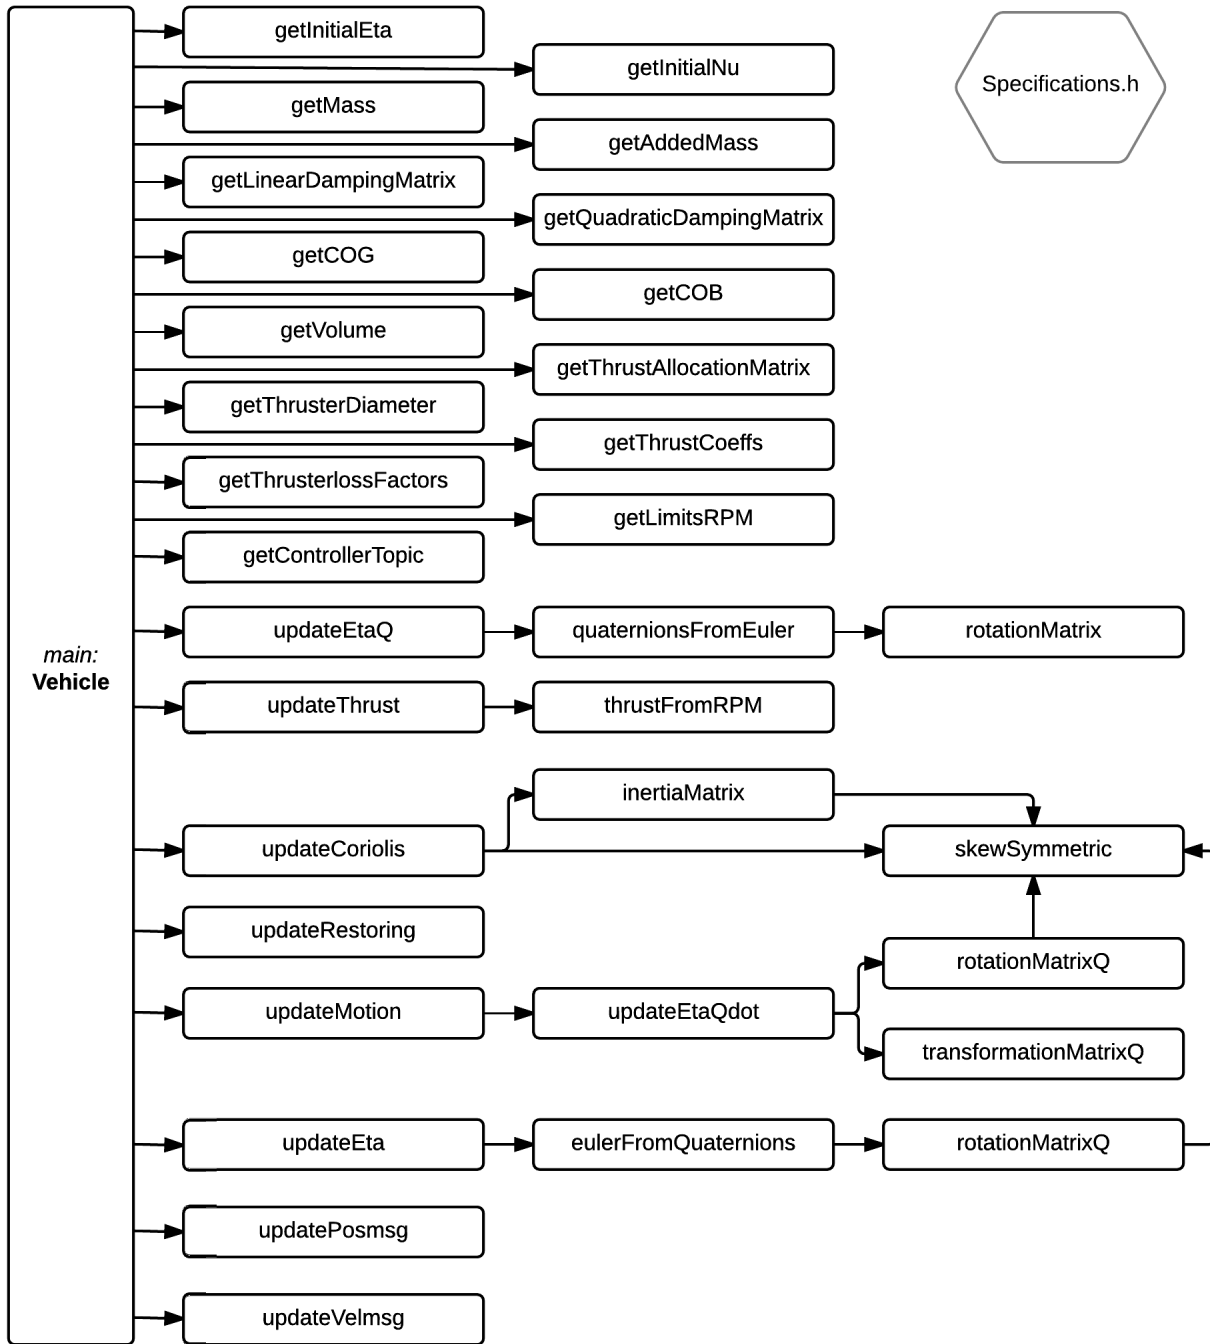 getInitialEta
getInitialNu
Specifications.h
getMass
getAddedMass
getLinearDampingMatrix
getQuadraticDampingMatrix
getCOG
getCOB
getVolume
getThrustAllocationMatrix
getThrusterDiameter
getThrustCoeffs
getThrusterlossFactors
getLimitsRPM
getControllerTopic
updateEtaQ
quaternionsFromEuler
rotationMatrix
main:
Vehicle
updateThrust
thrustFromRPM
inertiaMatrix
updateCoriolis
skewSymmetric
updateRestoring
rotationMatrixQ
updateMotion
updateEtaQdot
transformationMatrixQ
updateEta
eulerFromQuaternions
rotationMatrixQ
updatePosmsg
updateVelmsg